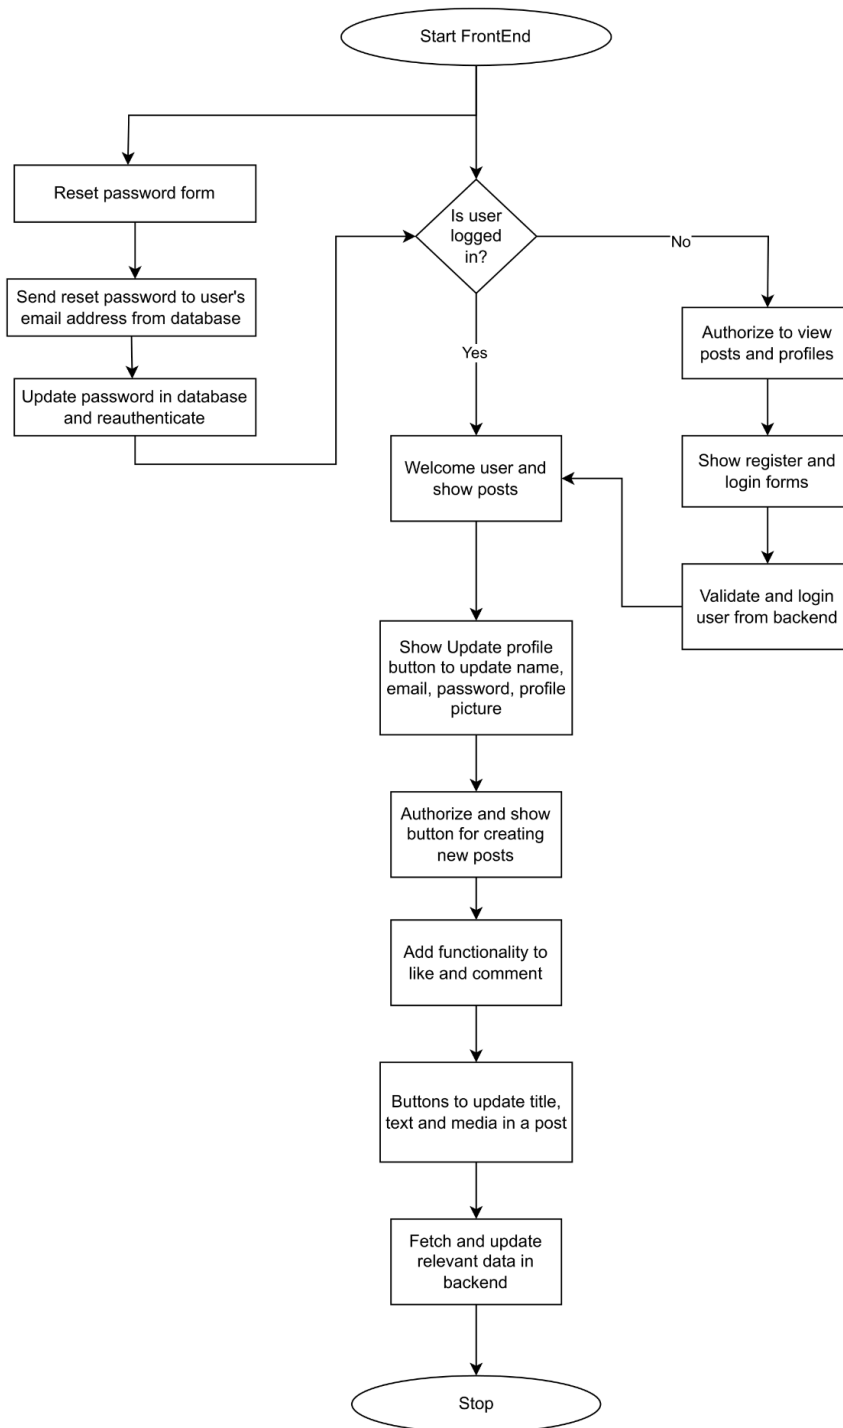 Start FrontEnd
Reset password form
Send reset password to user's
email address from database
Update password in database
and reauthenticate
Is user
logged
in?
No
Yes
Authorize to view
posts and profiles
Show register and
login forms
Validate and login
user from backend
Welcome user and
show posts
Show Update profile
button to update name,
email, password, profile
picture
Authorize and show
button for creating
new posts
Add functionality to
like and comment
Buttons to update title,
text and media in a post
Fetch and update
relevant data in
backend
Stop